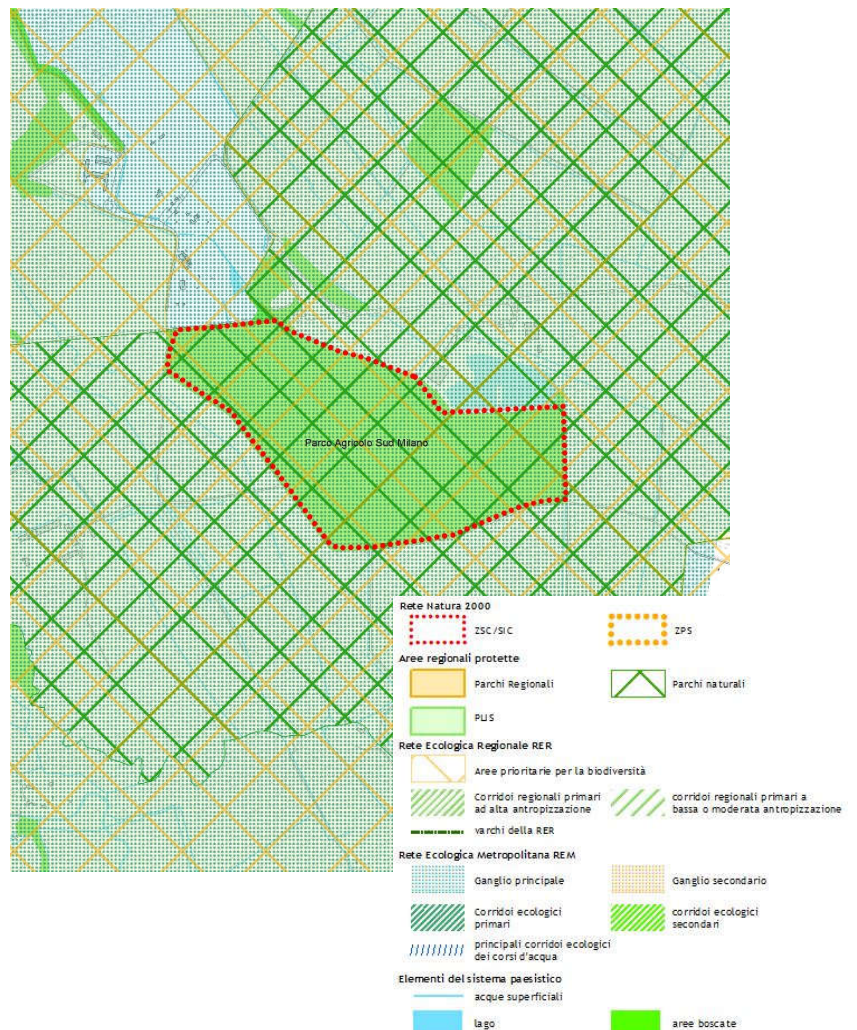 Parco Agricolo Sud Milano
Rete Natura 2000
ZSC/SIC
ZPS
Aree regionali protette
Parchi Regionali
Parchi naturali
PLIS
Rete Ecologica Regionale RER
Aree prioritarie per la biodiversità
Corridoi regionali primari
ad alta antropizzazione
corridoi regionali primari a
bassa o moderata antropizzazione
varchi della RER
Rete Ecologica Metropolitana REM
Ganglio principale
Ganglio secondario
Corridoi ecologici
primari
corridoi ecologici
secondari
principali corridoi ecologici
dei corsi d'acqua
Elementi del sistema paesistico
acque superficiali
lago
aree boscate